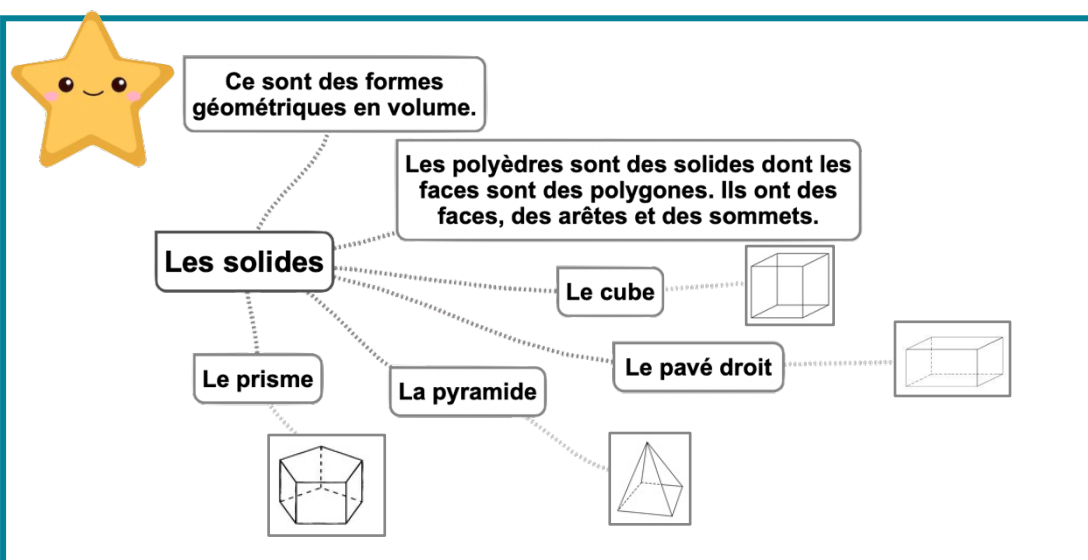 Ce sont des formes
géométriques en volume.
Les polyèdres sont des solides dont les
faces sont des polygones. Ils ont des
faces, des arêtes et des sommets.
Les solides
Le cube
Le pavé droit
Le prisme
La pyramide